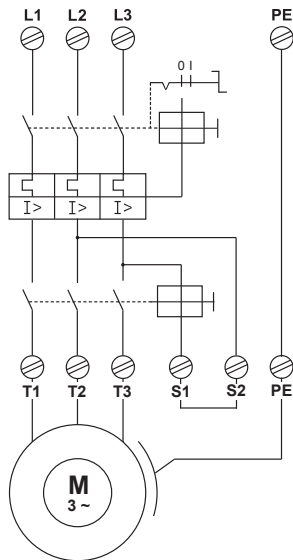 L1 L2 L3 PE
0 I
I> I> I>
T1 T2 T3 S1 S2 PE
M
3 ~